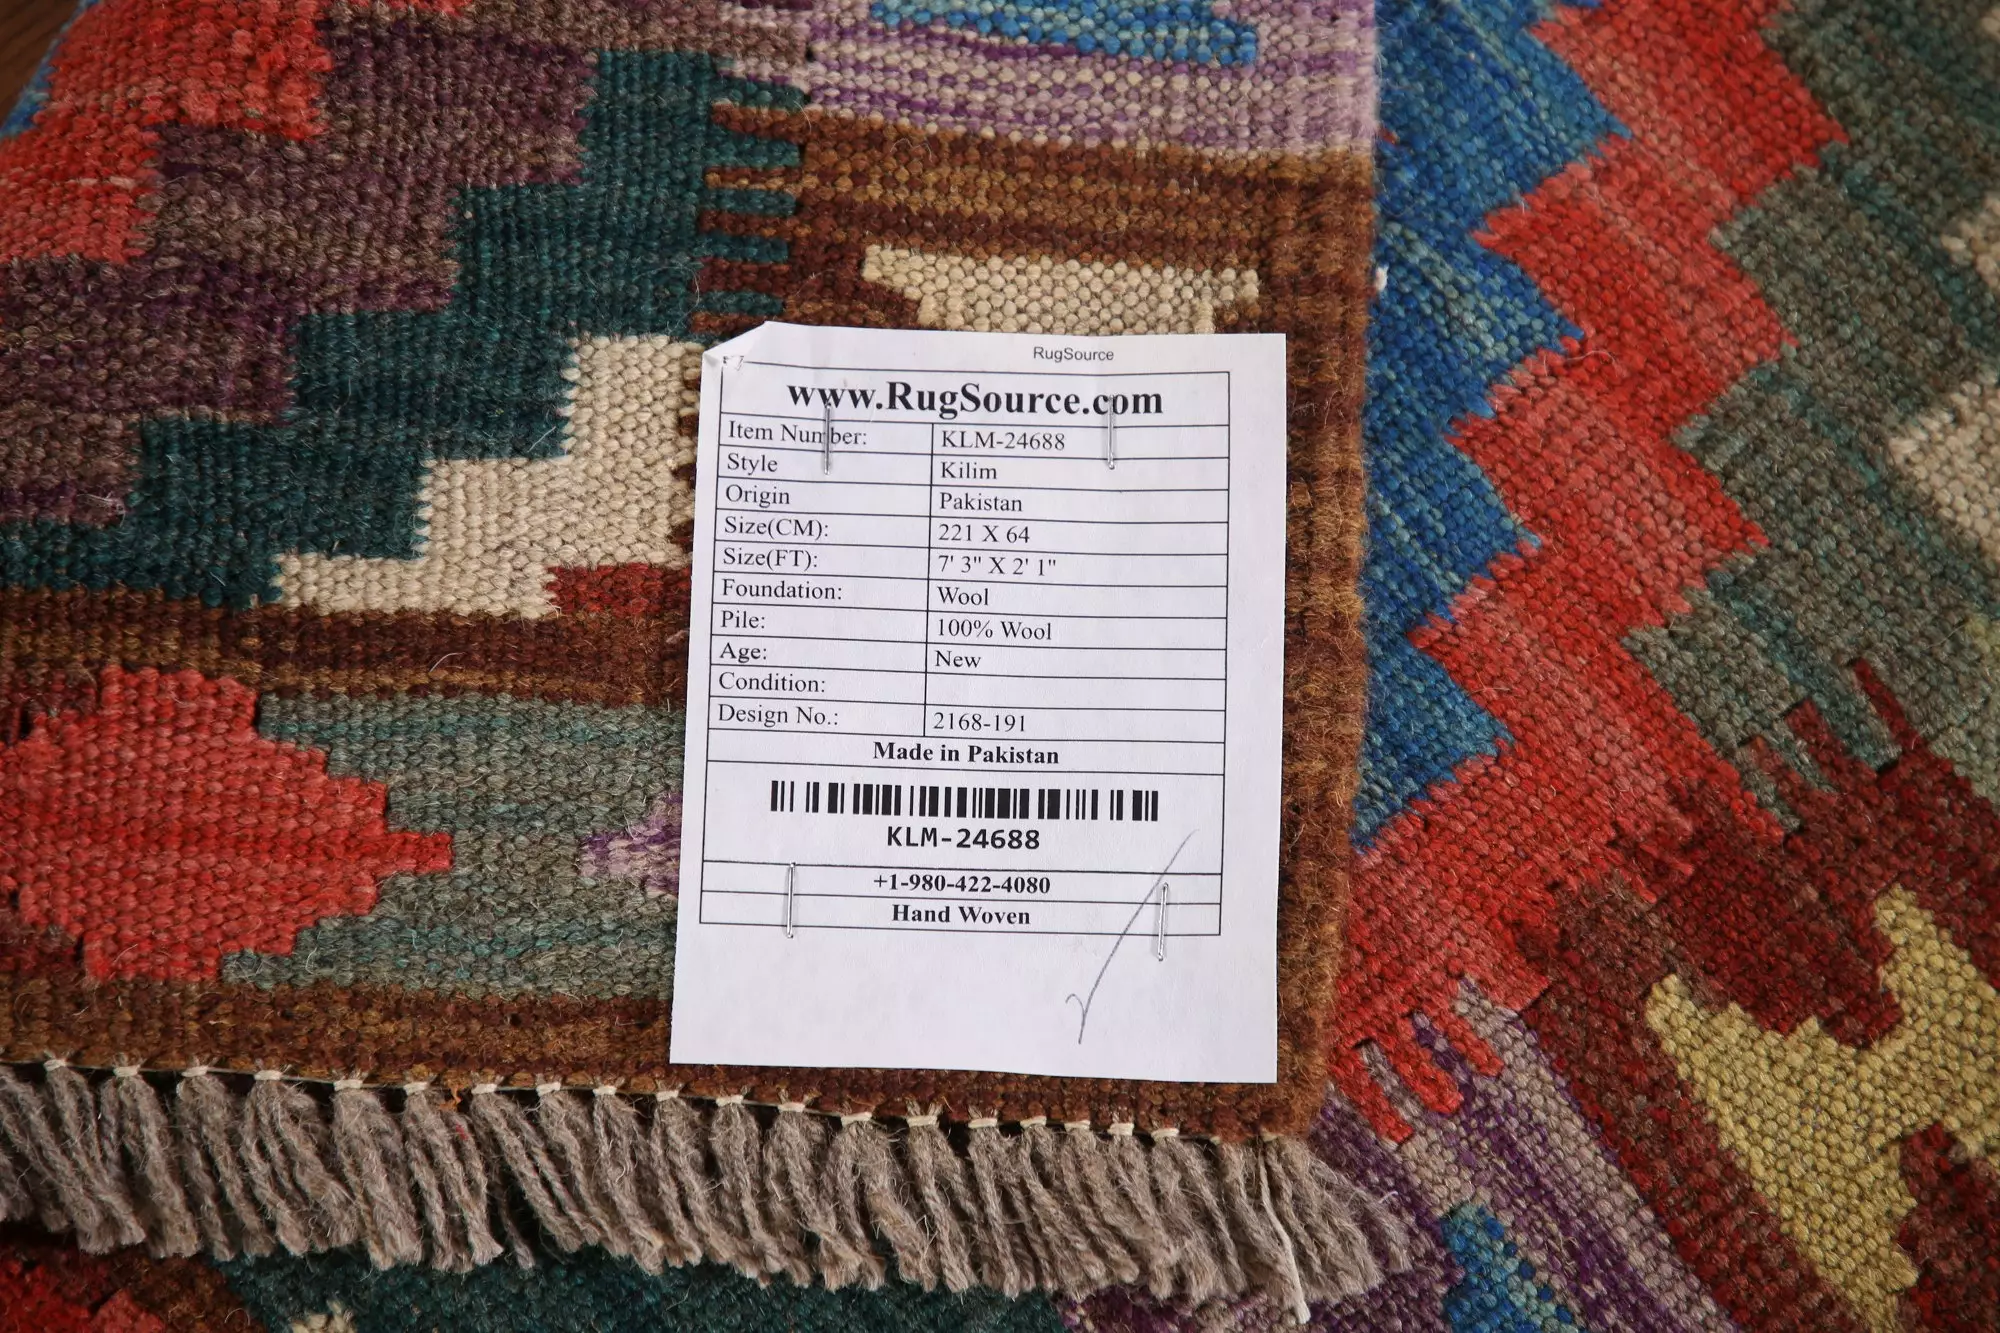 RugSource
www.RugSource.com
Item Number: KLM-24688
Style Kilim
Origin Pakistan
Size(CM): 221 X 64
Size(FT): 7' 3" X 2' 1"
Foundation: Wool
Pile: 100% Wool
Age: New
Condition:
Design No.: 2168-191
Made in Pakistan
KLM-24688
+1-980-422-4080
Hand Woven